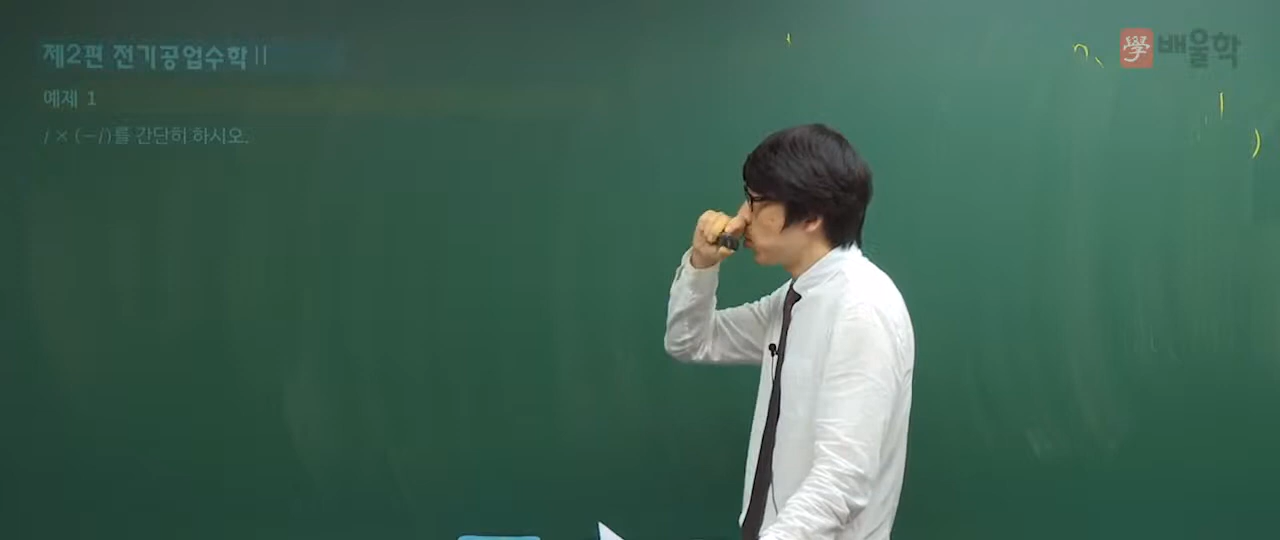 제2편 전기공업수학 II
學 배울학
예제 1
j × (−j)를 간단히 하시오.